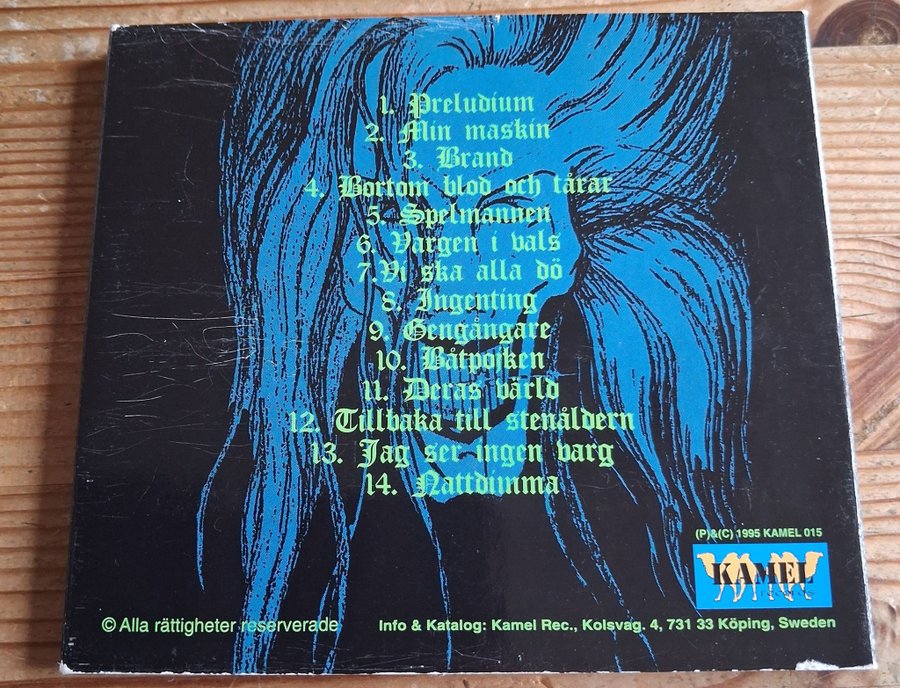 1. Preludium
2. Min maskin
3. Brand
4. Bortom blod och tårar
5. Spelmannen
6. Vargen i vals
7.Vi ska alla dö
8. Ingenting
9. Gengångare
10. Båtpojken
11. Deras värld
12. Tillbaka till stenåldern
13. Jag ser ingen varg
14. Nattdimma
(P)&(C) 1995 KAMEL 015
KAMEL
records
© Alla rättigheter reserverade
Info & Katalog: Kamel Rec., Kolsvag. 4, 731 33 Köping, Sweden